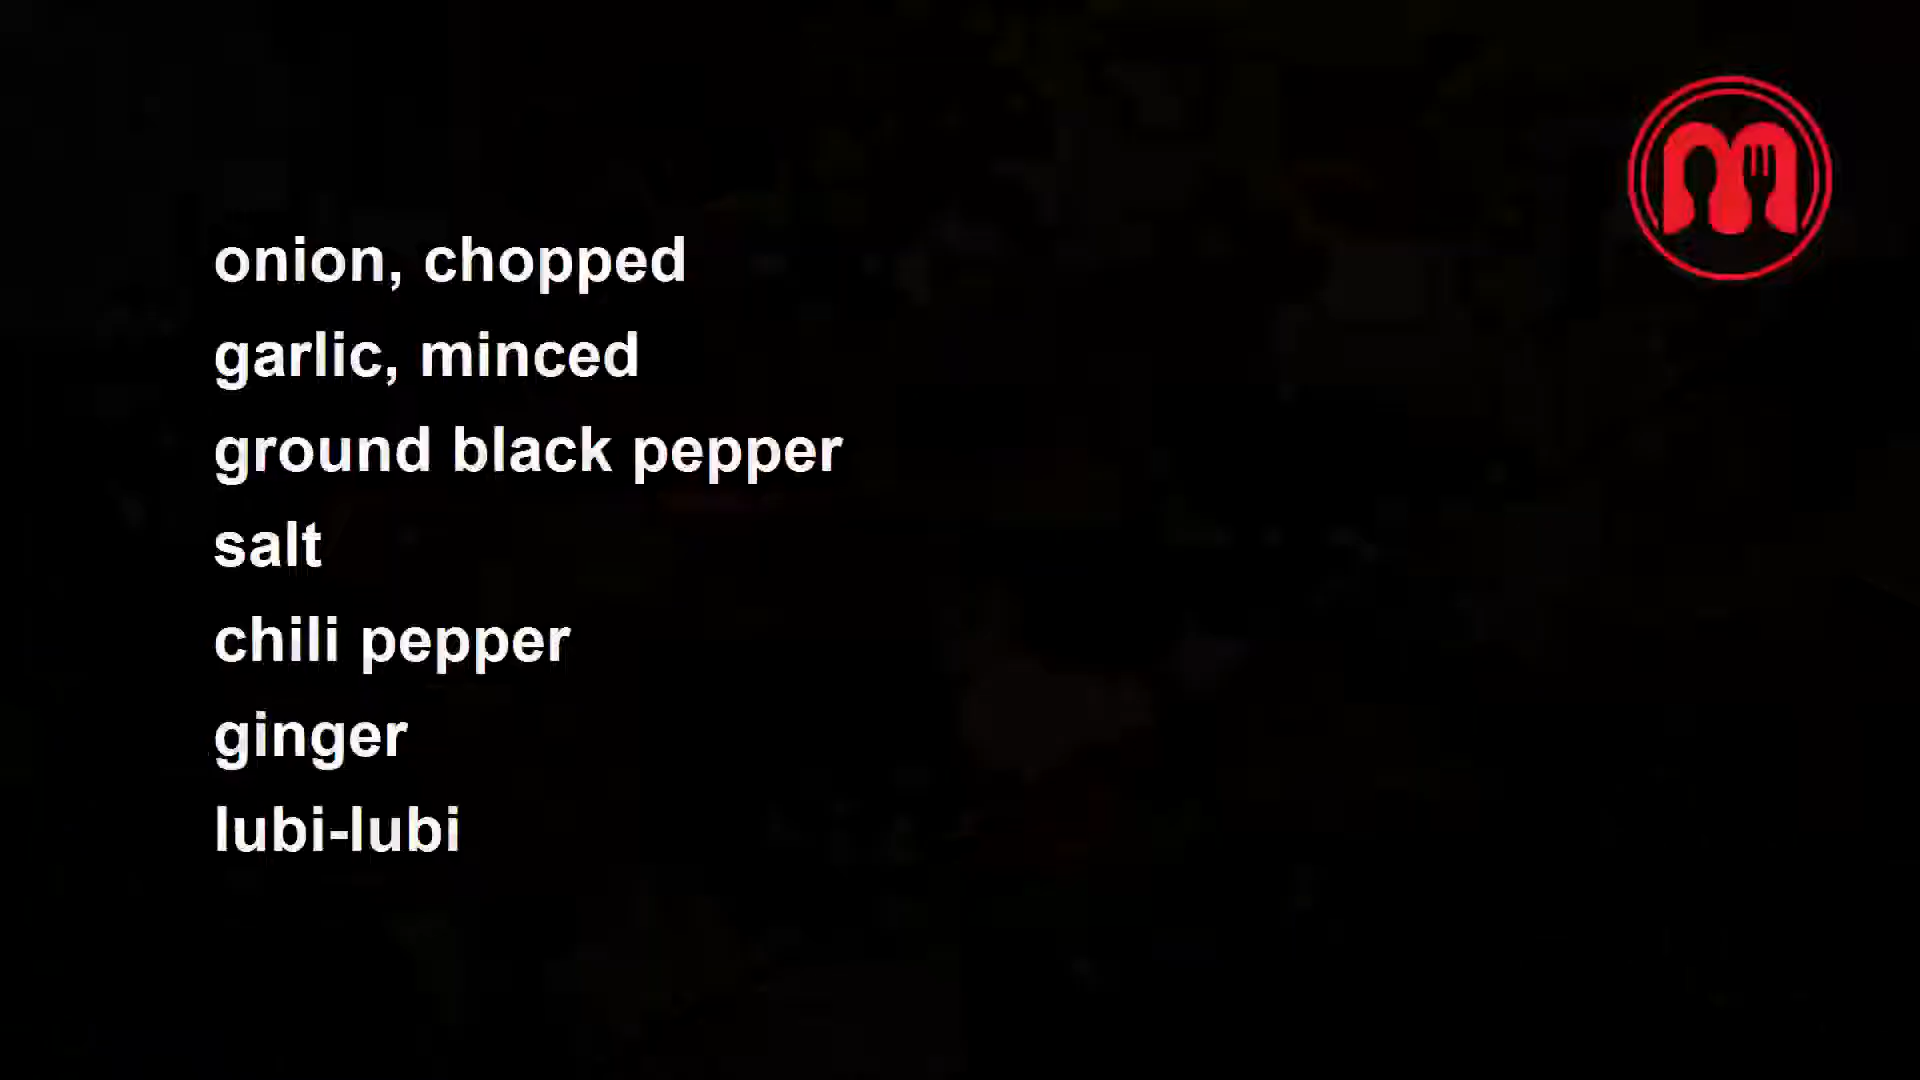 onion, chopped
garlic, minced
ground black pepper
salt
chili pepper
ginger
lubi-lubi